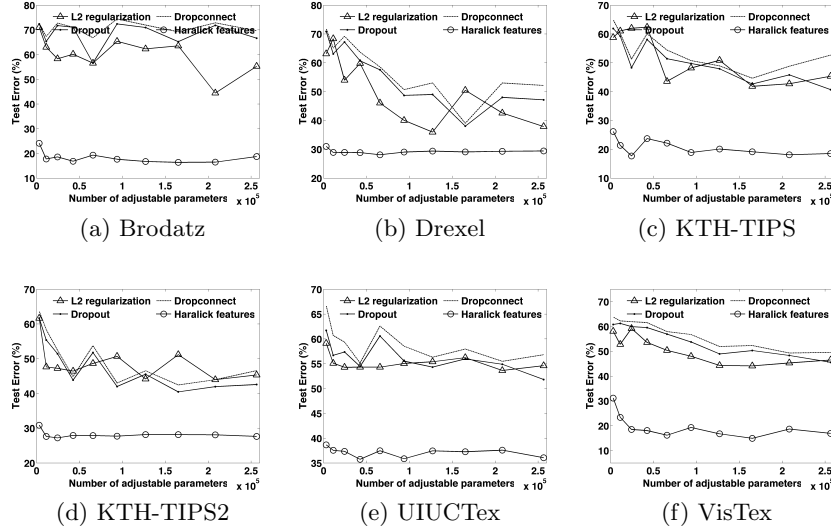 80
L2 regularization Dropconnect
Dropout Haralick features
70
60
50
40
30
20
10
Test Error (%)
0 0.5 1 1.5 2 2.5
Number of adjustable parameters x 10^5
(a) Brodatz
80
L2 regularization Dropconnect
Dropout Haralick features
70
60
50
40
30
20
Test Error (%)
0 0.5 1 1.5 2 2.5
Number of adjustable parameters x 10^5
(b) Drexel
70
L2 regularization Dropconnect
Dropout Haralick features
60
50
40
30
20
10
Test Error (%)
0 0.5 1 1.5 2 2.5
Number of adjustable parameters x 10^5
(c) KTH-TIPS
70
L2 regularization Dropconnect
Dropout Haralick features
60
50
40
30
20
Test Error (%)
0 0.5 1 1.5 2 2.5
Number of adjustable parameters x 10^5
(d) KTH-TIPS2
70
L2 regularization Dropconnect
Dropout Haralick features
65
60
55
50
45
40
35
Test Error (%)
0 0.5 1 1.5 2 2.5
Number of adjustable parameters x 10^5
(e) UIUCTex
70
L2 regularization Dropconnect
Dropout Haralick features
60
50
40
30
20
10
Test Error (%)
0 0.5 1 1.5 2 2.5
Number of adjustable parameters x 10^5
(f) VisTex